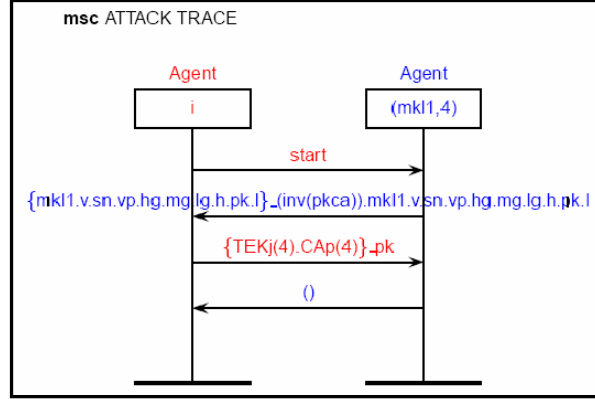 msc ATTACK TRACE
Agent Agent
i (mkl1,4)
start
{mkl1.v.sn.vp.hg.mg.lg.h.pk.l}_(inv(pkca)).mkl1.v.sn.vp.hg.mg.lg.h.pk.l
{TEKj(4).CAp(4)}_pk
()